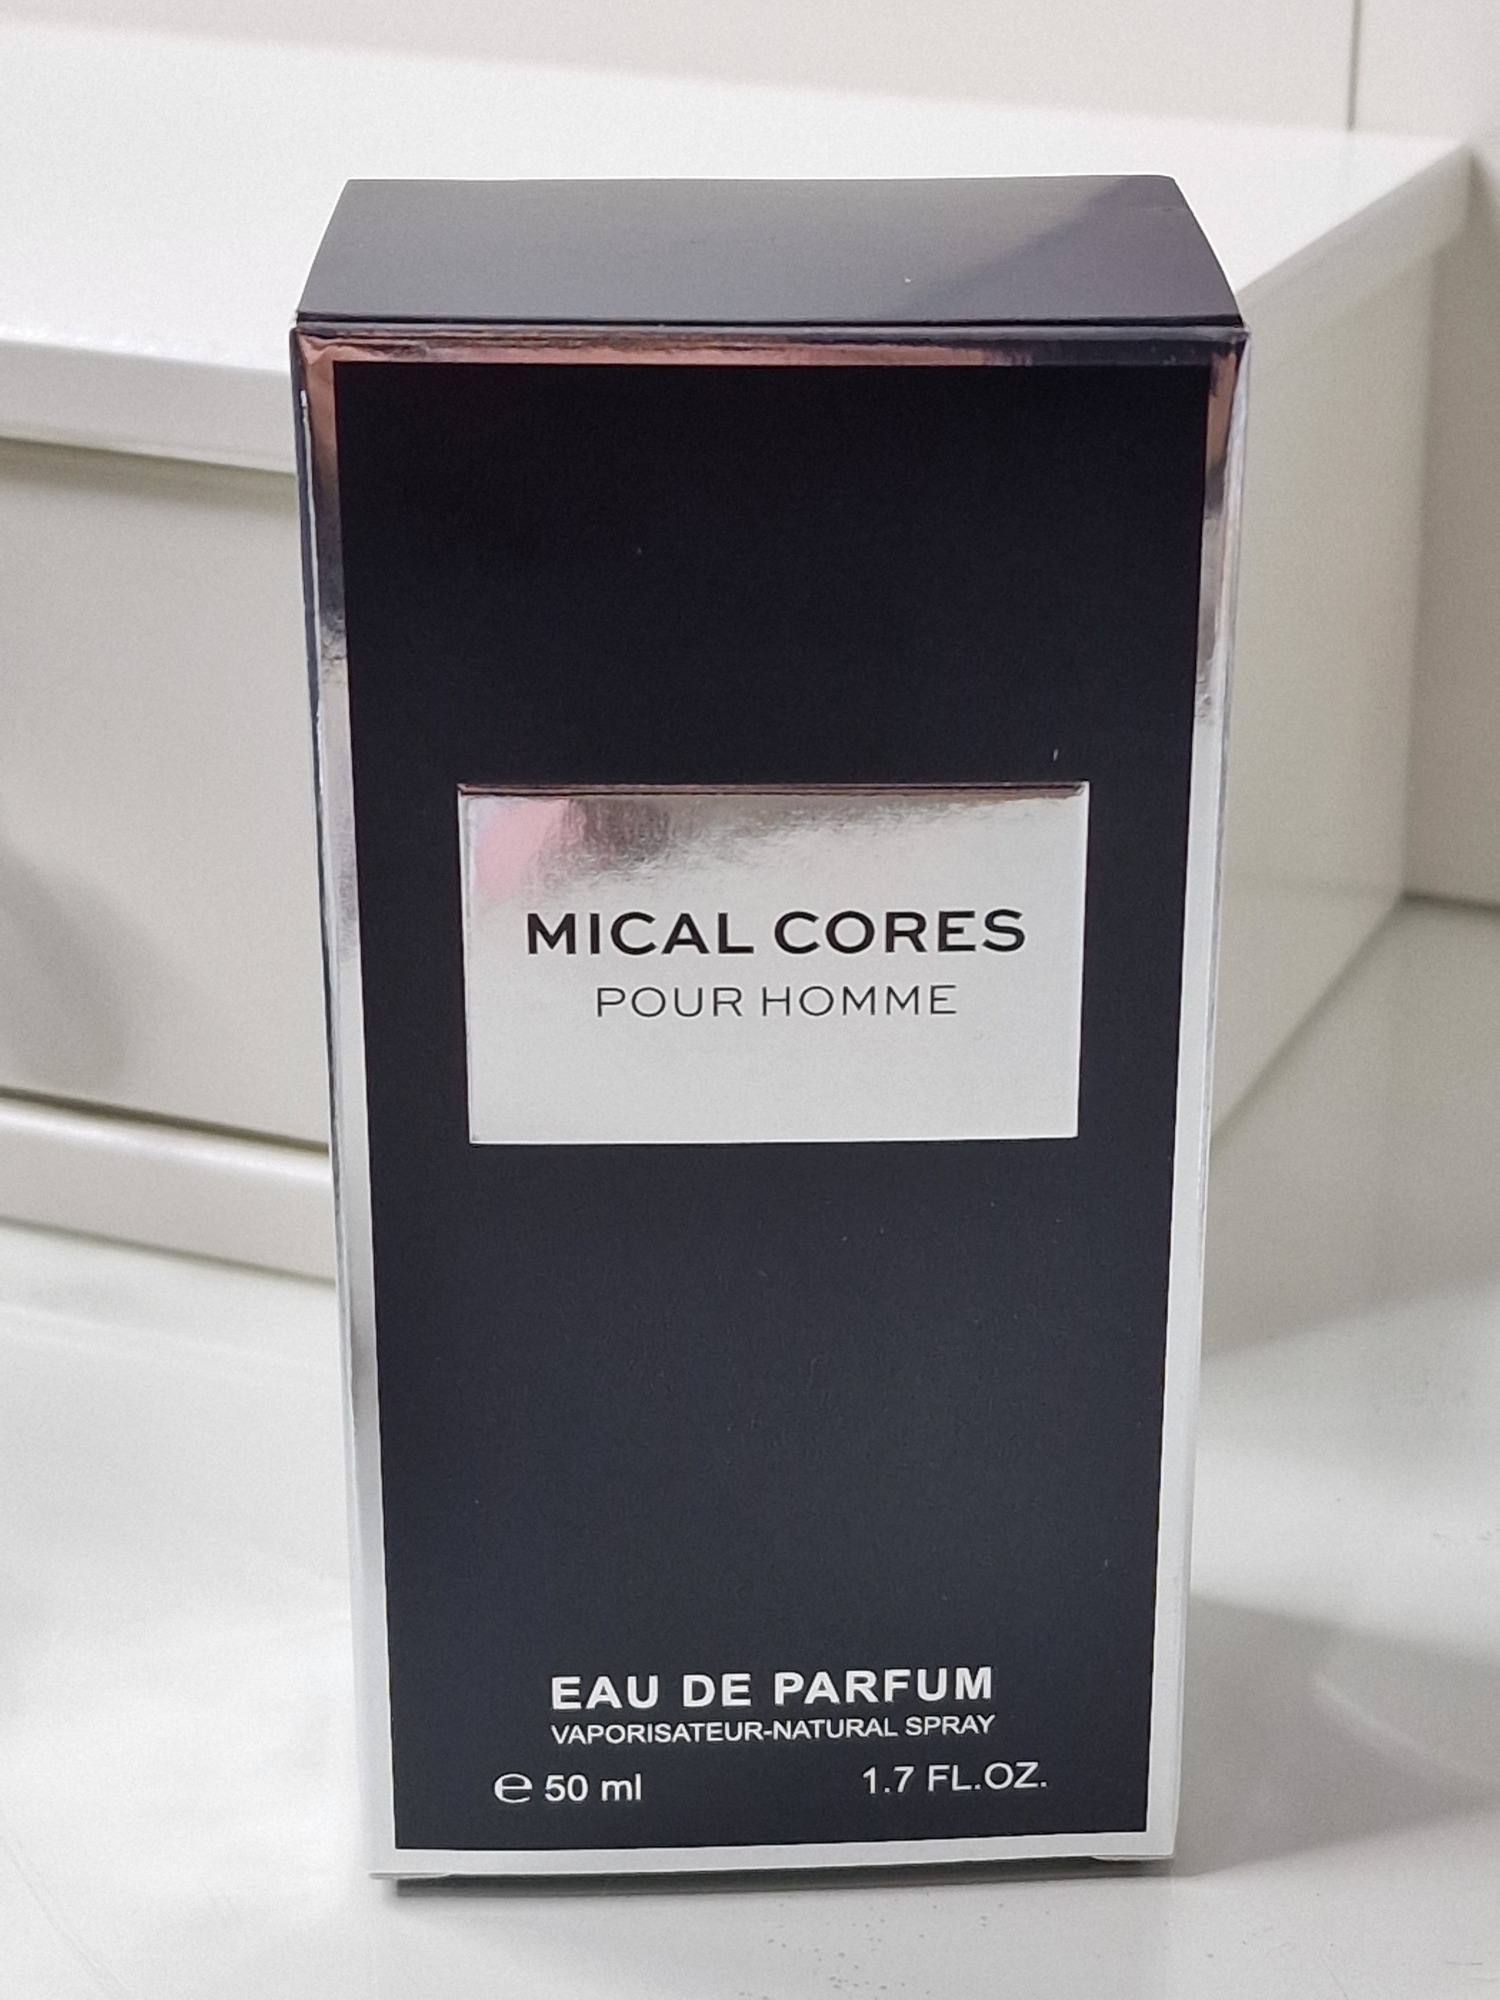 MICAL CORES
POUR HOMME
EAU DE PARFUM
VAPORISATEUR-NATURAL SPRAY
℮ 50 ml 1.7 FL.OZ.